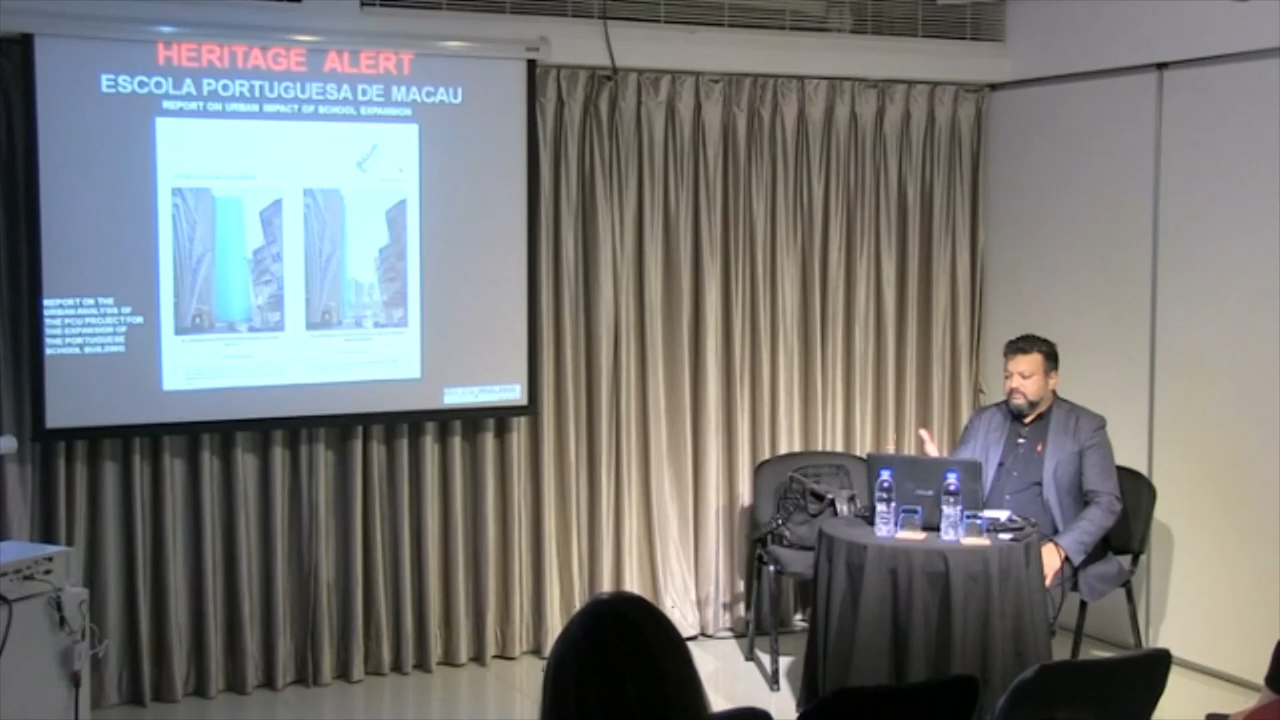 HERITAGE ALERT
ESCOLA PORTUGUESA DE MACAU
REPORT ON URBAN IMPACT OF SCHOOL EXPANSION
REPORT ON THE
URBAN ANALYSIS OF
THE PCU PROJECT FOR
THE EXPANSION OF
THE PORTUGUESE
SCHOOL BUILDING